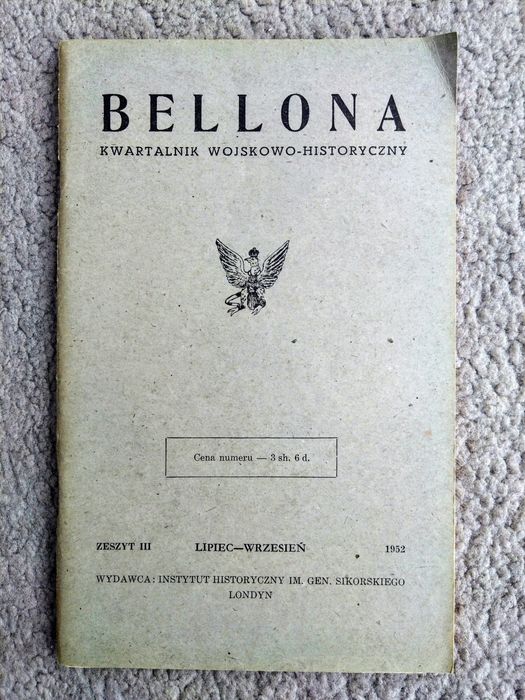 BELLONA
KWARTALNIK WOJSKOWO-HISTORYCZNY
Cena numeru — 3 sh. 6 d.
ZESZYT III LIPIEC—WRZESIEŃ 1952
WYDAWCA: INSTYTUT HISTORYCZNY IM. GEN. SIKORSKIEGO
LONDYN